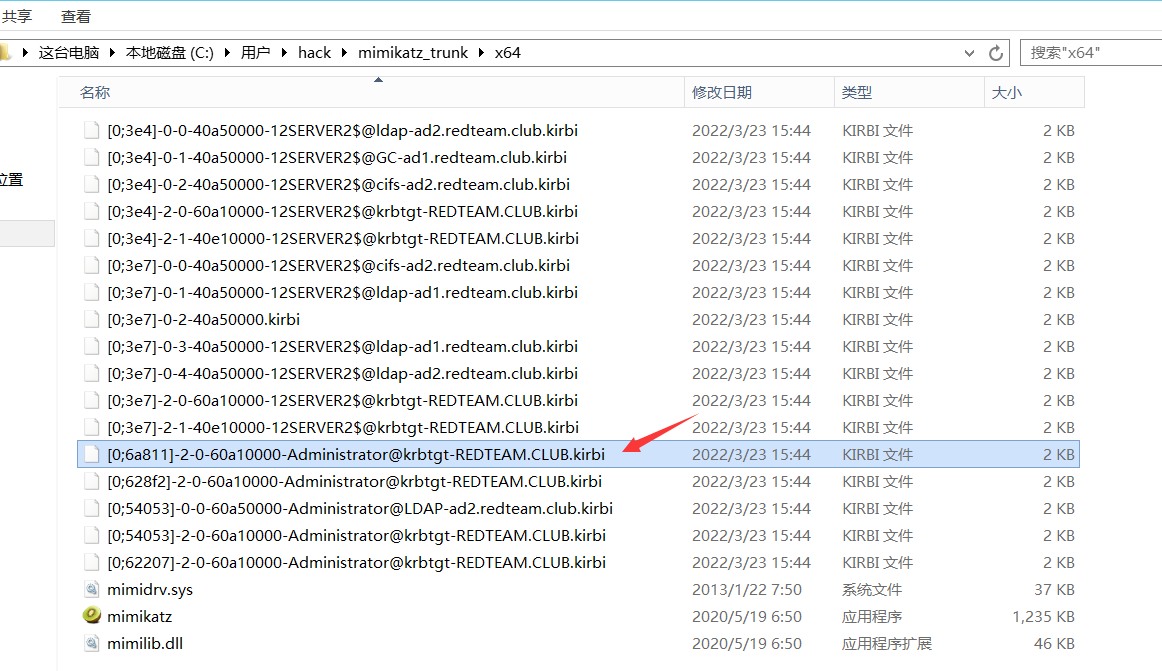 共享 查看
这台电脑 本地磁盘 (C:) 用户 hack mimikatz_trunk x64 搜索"x64"
名称 修改日期 类型 大小
[0;3e4]-0-0-40a50000-12SERVER2$@ldap-ad2.redteam.club.kirbi 2022/3/23 15:44 KIRBI 文件 2 KB
[0;3e4]-0-1-40a50000-12SERVER2$@GC-ad1.redteam.club.kirbi 2022/3/23 15:44 KIRBI 文件 2 KB
位置
[0;3e4]-0-2-40a50000-12SERVER2$@cifs-ad2.redteam.club.kirbi 2022/3/23 15:44 KIRBI 文件 2 KB
[0;3e4]-2-0-60a10000-12SERVER2$@krbtgt-REDTEAM.CLUB.kirbi 2022/3/23 15:44 KIRBI 文件 2 KB
[0;3e4]-2-1-40e10000-12SERVER2$@krbtgt-REDTEAM.CLUB.kirbi 2022/3/23 15:44 KIRBI 文件 2 KB
[0;3e7]-0-0-40a50000-12SERVER2$@cifs-ad2.redteam.club.kirbi 2022/3/23 15:44 KIRBI 文件 2 KB
[0;3e7]-0-1-40a50000-12SERVER2$@ldap-ad1.redteam.club.kirbi 2022/3/23 15:44 KIRBI 文件 2 KB
[0;3e7]-0-2-40a50000.kirbi 2022/3/23 15:44 KIRBI 文件 2 KB
[0;3e7]-0-3-40a50000-12SERVER2$@ldap-ad1.redteam.club.kirbi 2022/3/23 15:44 KIRBI 文件 2 KB
[0;3e7]-0-4-40a50000-12SERVER2$@ldap-ad2.redteam.club.kirbi 2022/3/23 15:44 KIRBI 文件 2 KB
[0;3e7]-2-0-60a10000-12SERVER2$@krbtgt-REDTEAM.CLUB.kirbi 2022/3/23 15:44 KIRBI 文件 2 KB
[0;3e7]-2-1-40e10000-12SERVER2$@krbtgt-REDTEAM.CLUB.kirbi 2022/3/23 15:44 KIRBI 文件 2 KB
[0;6a811]-2-0-60a10000-Administrator@krbtgt-REDTEAM.CLUB.kirbi 2022/3/23 15:44 KIRBI 文件 2 KB
[0;628f2]-2-0-60a10000-Administrator@krbtgt-REDTEAM.CLUB.kirbi 2022/3/23 15:44 KIRBI 文件 2 KB
[0;54053]-0-0-60a50000-Administrator@LDAP-ad2.redteam.club.kirbi 2022/3/23 15:44 KIRBI 文件 2 KB
[0;54053]-2-0-60a10000-Administrator@krbtgt-REDTEAM.CLUB.kirbi 2022/3/23 15:44 KIRBI 文件 2 KB
[0;62207]-2-0-60a10000-Administrator@krbtgt-REDTEAM.CLUB.kirbi 2022/3/23 15:44 KIRBI 文件 2 KB
mimidrv.sys 2013/1/22 7:50 系统文件 37 KB
mimikatz 2020/5/19 6:50 应用程序 1,235 KB
mimilib.dll 2020/5/19 6:50 应用程序扩展 46 KB